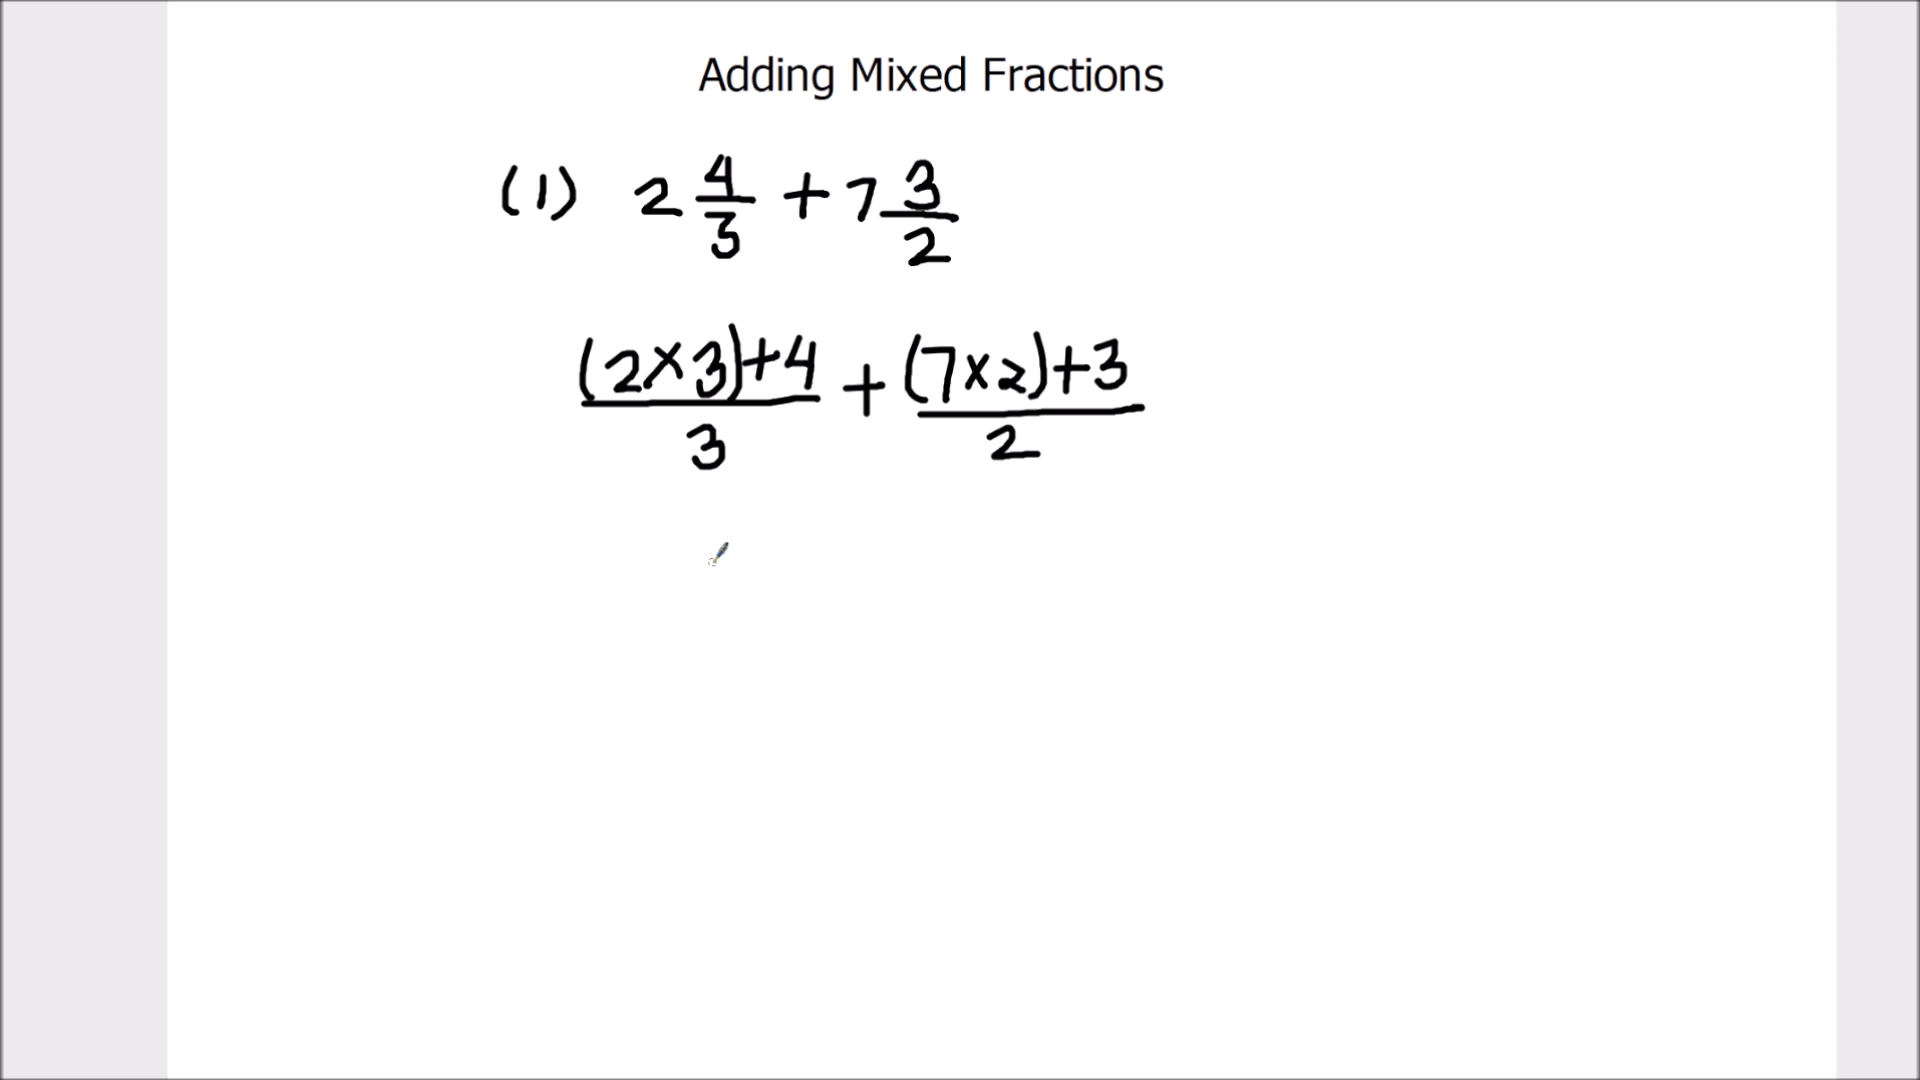 Adding Mixed Fractions
(1) 2 4/3 + 7 3/2
((2×3)+4)/3 + ((7×2)+3)/2